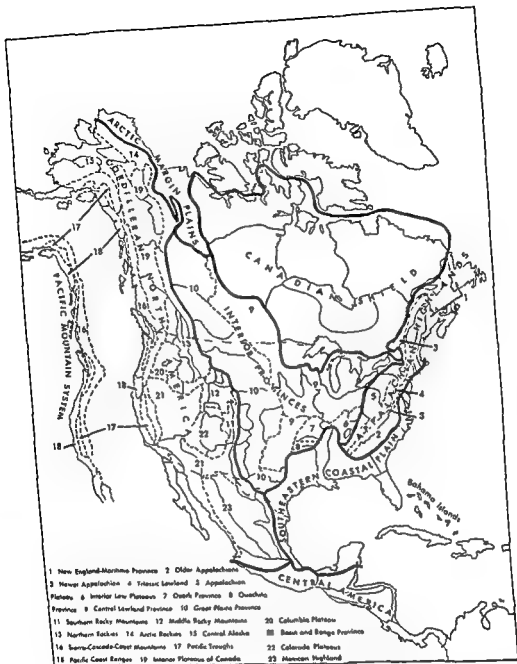 ARCTIC MARGIN PLAINS
CORDILLERA
NORTH
PACIFIC MOUNTAIN SYSTEM
CANADIAN SHIELD
INTERIOR PROVINCES
SOUTHEASTERN COASTAL PLAIN
CENTRAL AMERICA
Bahama Islands
1 New England-Maritime Province 2 Older Appalachians
3 Newer Appalachian 4 Triassic Lowland 5 Appalachian
Plateau 6 Interior Low Plateaus 7 Ozark Province 8 Ouachita
Province 9 Central Lowland Province 10 Great Plains Province
11 Southern Rocky Mountains 12 Middle Rocky Mountains 20 Columbia Plateau
13 Northern Rockies 14 Arctic Rockies 15 Central Alaska Basin and Range Province
16 Sierra-Cascade-Coast Mountains 17 Pacific Troughs 22 Colorado Plateaus
18 Pacific Coast Ranges 19 Interior Plateaus of Canada Mexican Highland